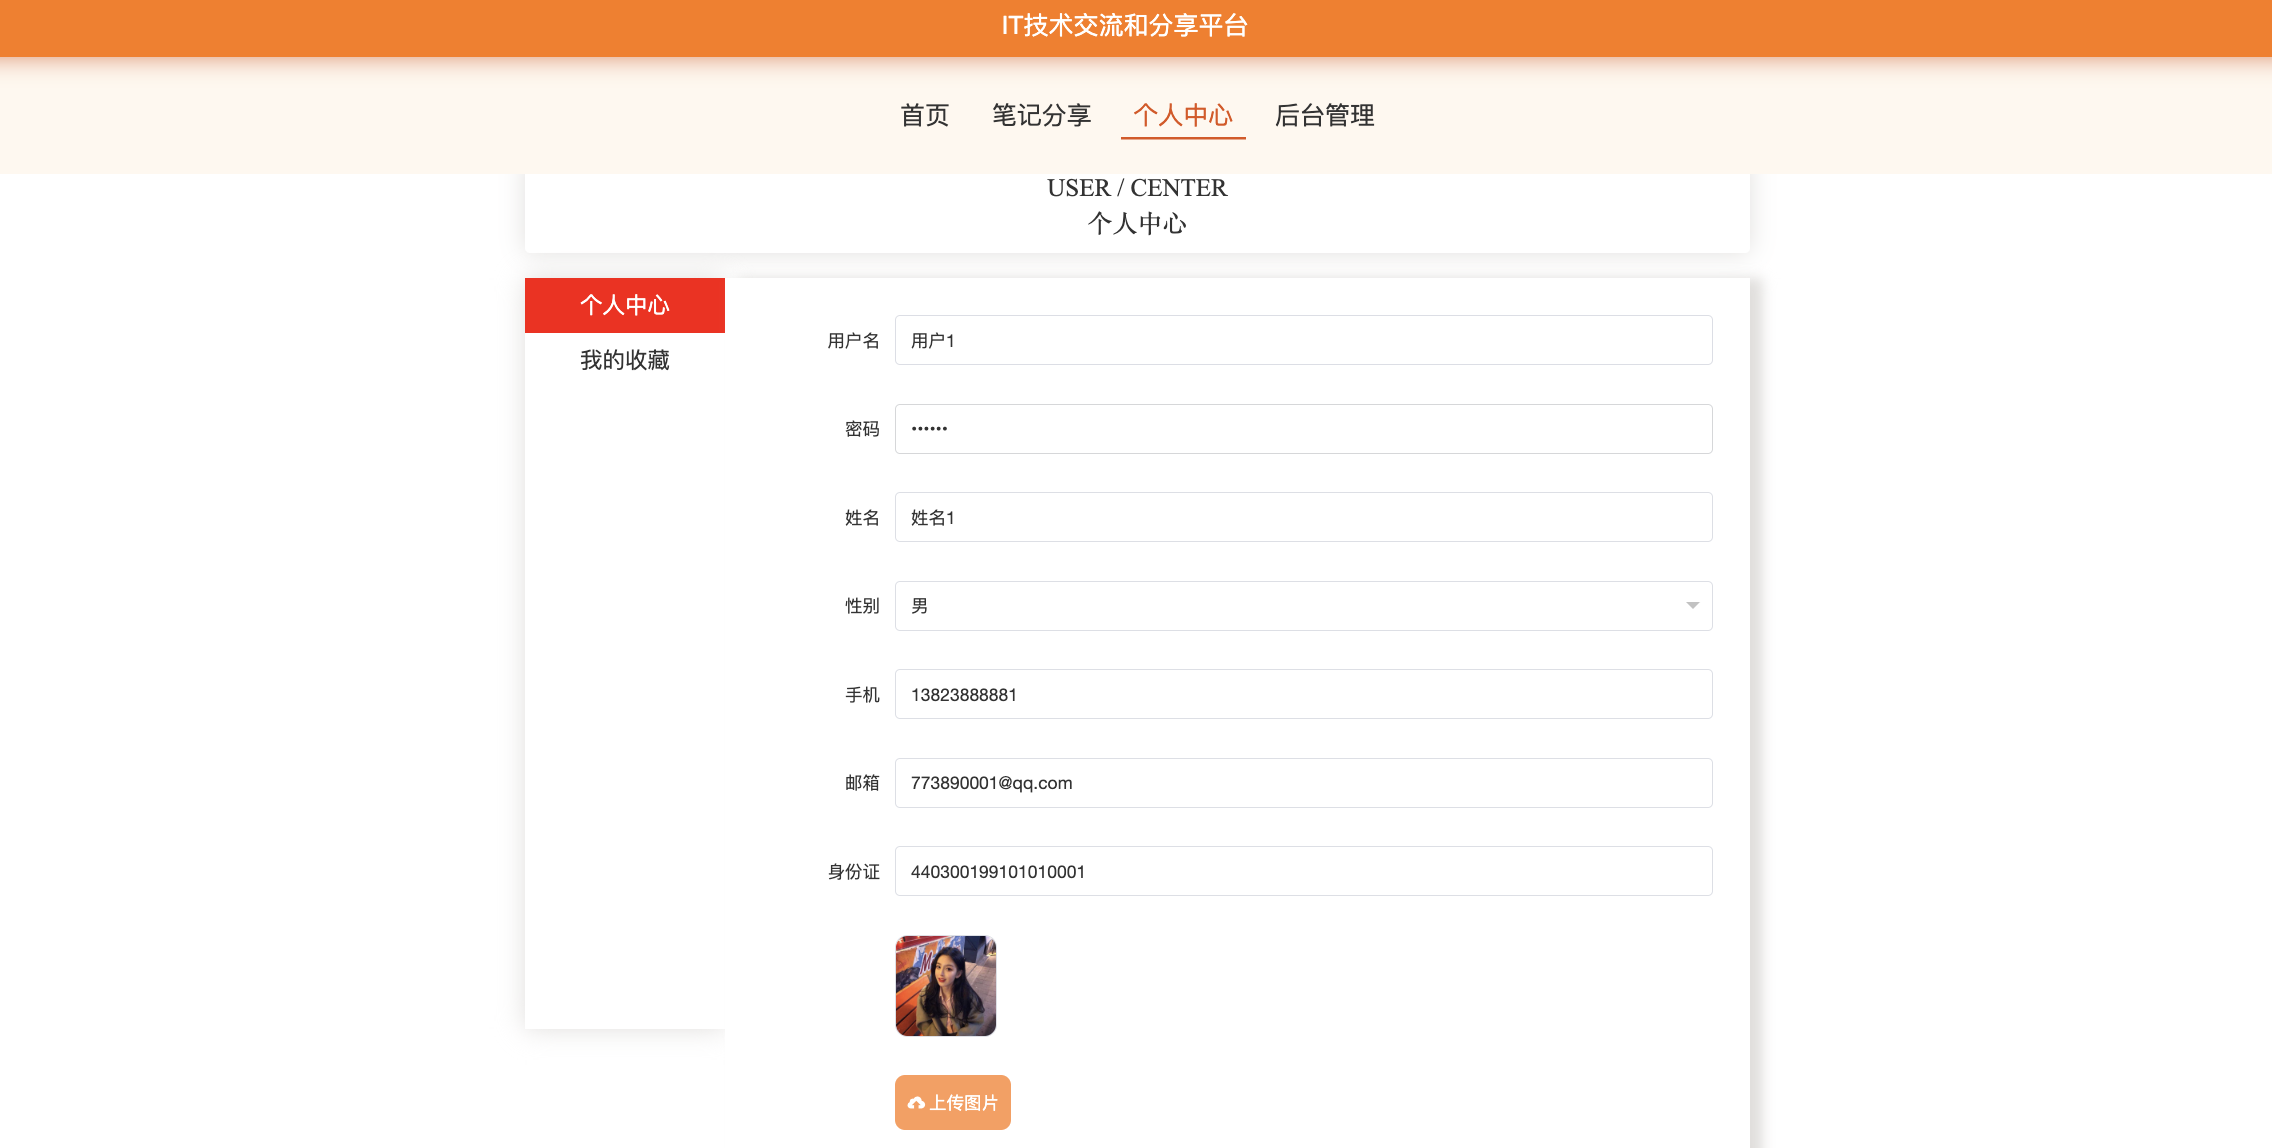 IT技术交流和分享平台
首页 笔记分享 个人中心 后台管理
USER / CENTER
个人中心
个人中心
我的收藏
用户名 用户1
密码 ••••••
姓名 姓名1
性别 男
手机 13823888881
邮箱 773890001@qq.com
身份证 440300199101010001
上传图片